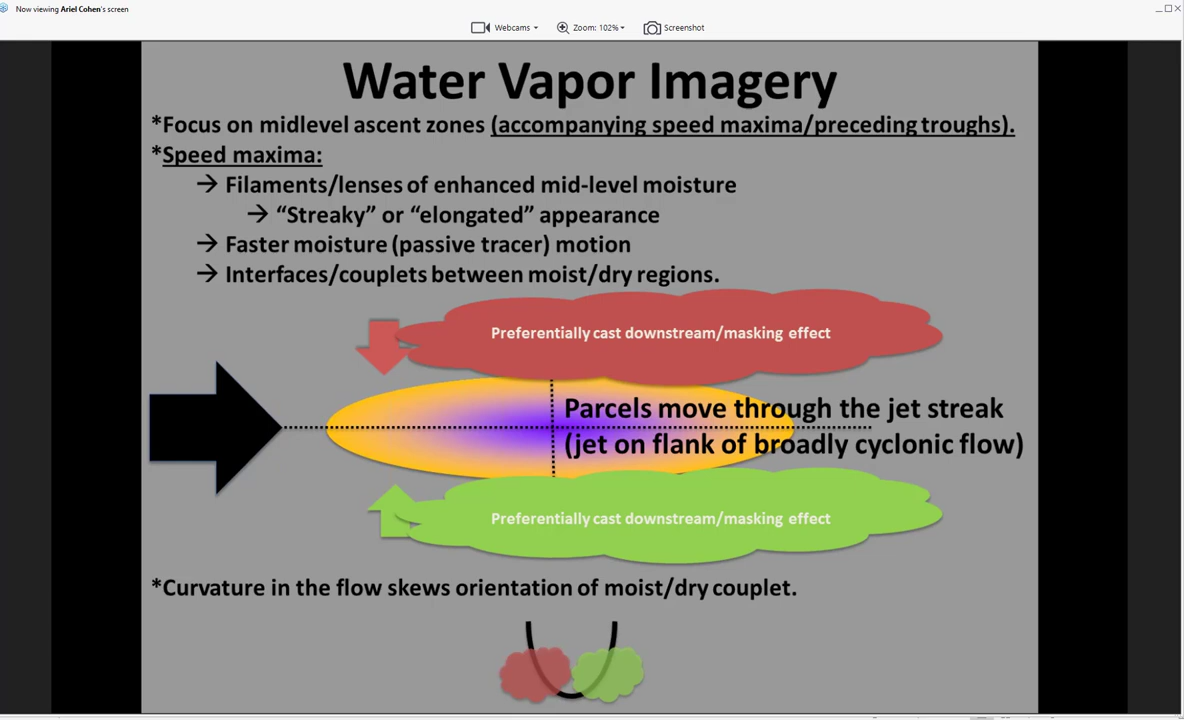 Now viewing Ariel Cohen's screen
Webcams Zoom: 102% Screenshot
Water Vapor Imagery
*Focus on midlevel ascent zones (accompanying speed maxima/preceding troughs).
*Speed maxima:
→ Filaments/lenses of enhanced mid-level moisture
→ “Streaky” or “elongated” appearance
→ Faster moisture (passive tracer) motion
→ Interfaces/couplets between moist/dry regions.
Preferentially cast downstream/masking effect
Parcels move through the jet streak
(jet on flank of broadly cyclonic flow)
Preferentially cast downstream/masking effect
*Curvature in the flow skews orientation of moist/dry couplet.